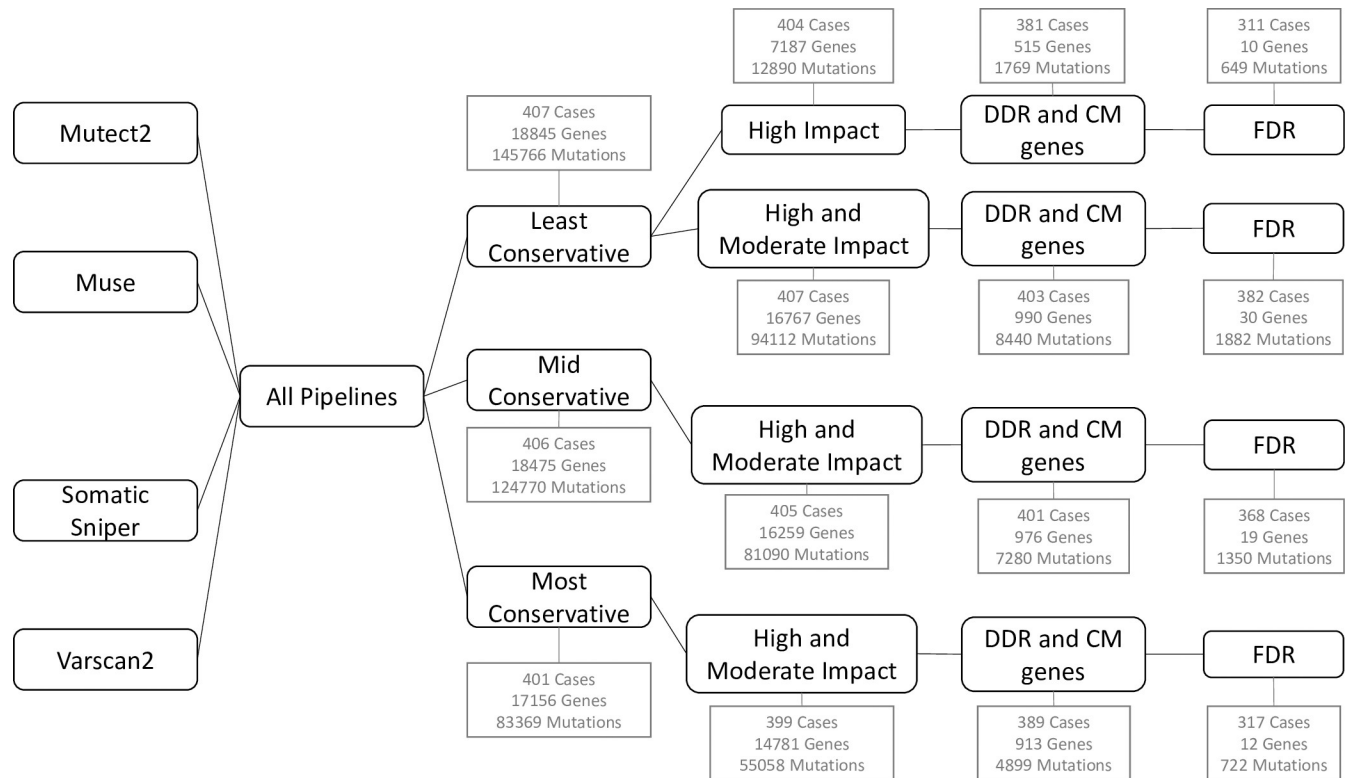 Mutect2
Muse
Somatic
Sniper
Varscan2
All Pipelines
407 Cases
18845 Genes
145766 Mutations
Least
Conservative
404 Cases
7187 Genes
12890 Mutations
High Impact
381 Cases
515 Genes
1769 Mutations
DDR and CM
genes
311 Cases
10 Genes
649 Mutations
FDR
High and
Moderate Impact
407 Cases
16767 Genes
94112 Mutations
DDR and CM
genes
403 Cases
990 Genes
8440 Mutations
FDR
382 Cases
30 Genes
1882 Mutations
Mid
Conservative
406 Cases
18475 Genes
124770 Mutations
High and
Moderate Impact
405 Cases
16259 Genes
81090 Mutations
DDR and CM
genes
401 Cases
976 Genes
7280 Mutations
FDR
368 Cases
19 Genes
1350 Mutations
Most
Conservative
401 Cases
17156 Genes
83369 Mutations
High and
Moderate Impact
399 Cases
14781 Genes
55058 Mutations
DDR and CM
genes
389 Cases
913 Genes
4899 Mutations
FDR
317 Cases
12 Genes
722 Mutations